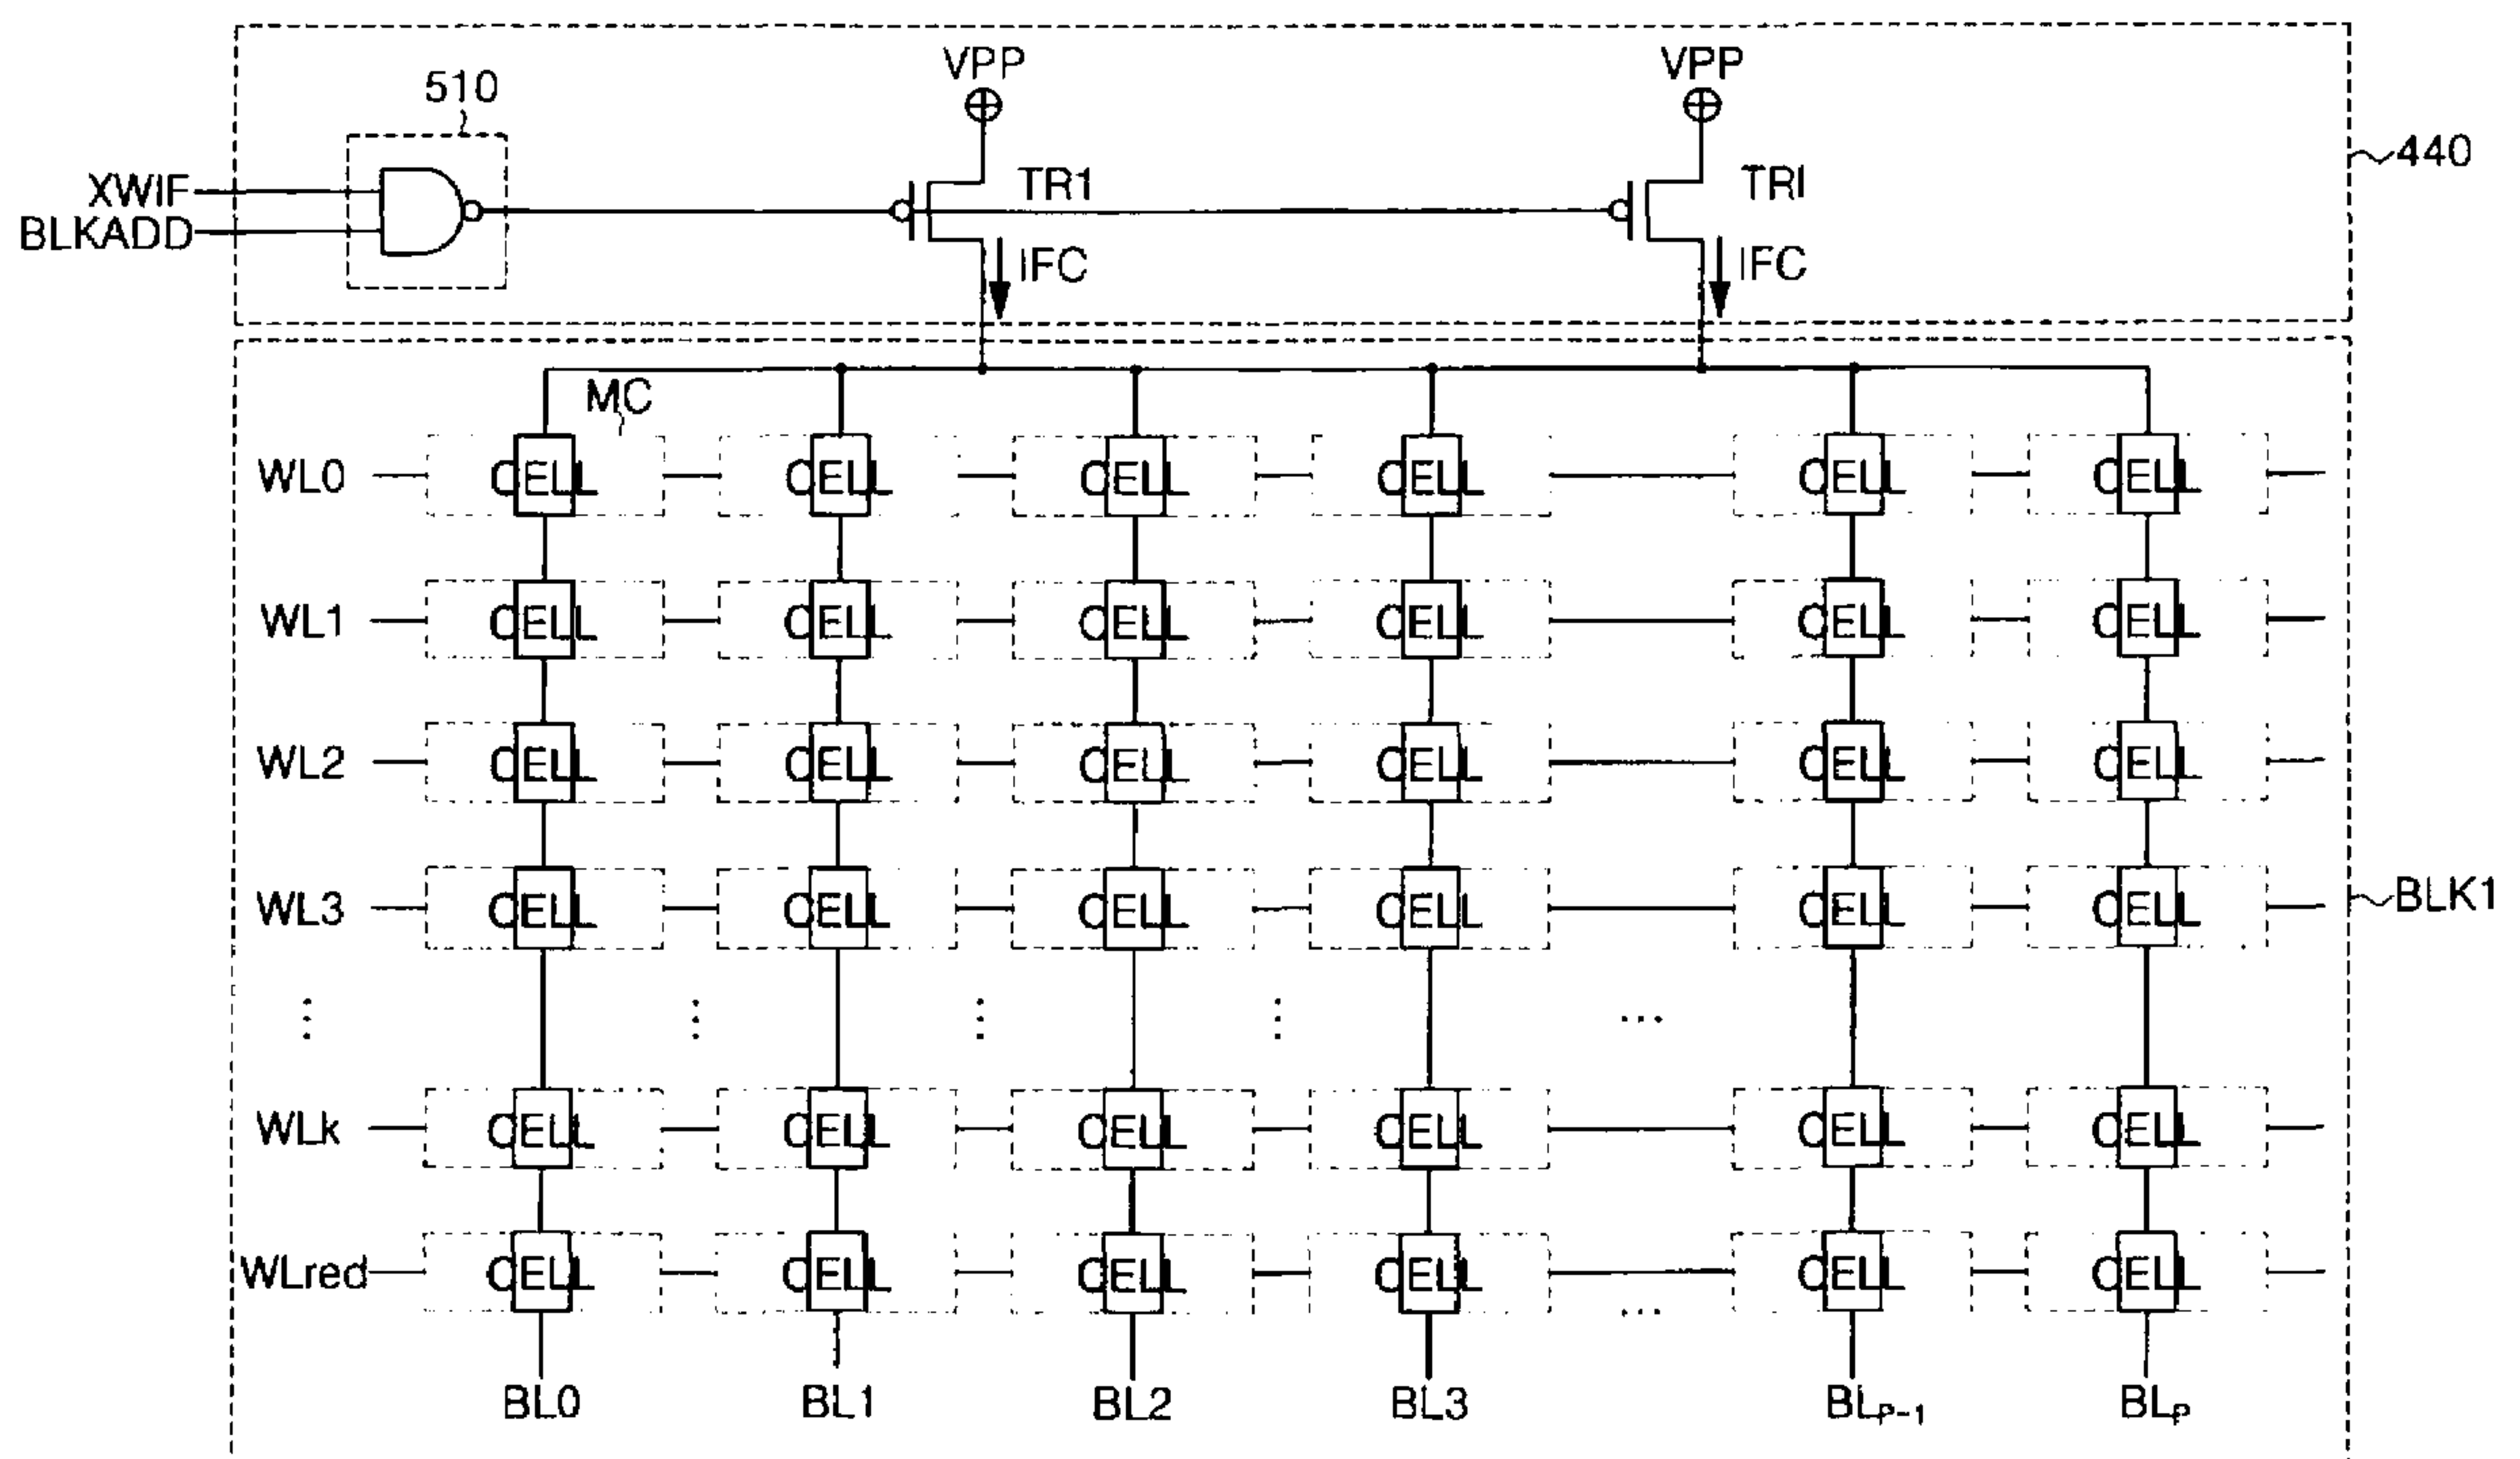 VPP VPP
510
440
XWIF
BLKADD
TR1 TRI
IFC IFC
MC
WL0 CELL CELL CELL CELL CELL CELL
WL1 CELL CELL CELL CELL CELL CELL
WL2 CELL CELL CELL CELL CELL CELL
WL3 CELL CELL CELL CELL CELL CELL
BLK1
⋮ ⋮ ⋮ ⋮ ...
WLk CELL CELL CELL CELL CELL CELL
WLred CELL CELL CELL CELL ... CELL CELL
BL0 BL1 BL2 BL3 BLP-1 BLP